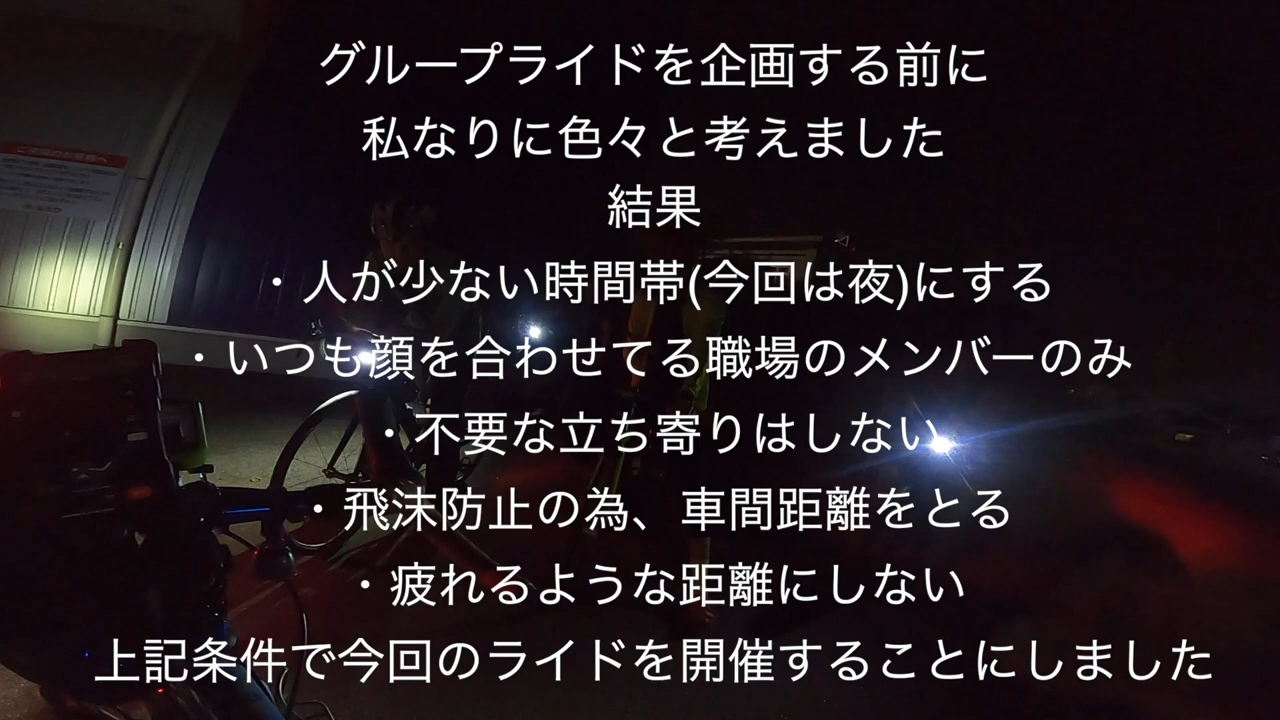 グループライドを企画する前に
私なりに色々と考えました
結果
・人が少ない時間帯(今回は夜)にする
・いつも顔を合わせてる職場のメンバーのみ
・不要な立ち寄りはしない
・飛沫防止の為、車間距離をとる
・疲れるような距離にしない
上記条件で今回のライドを開催することにしました